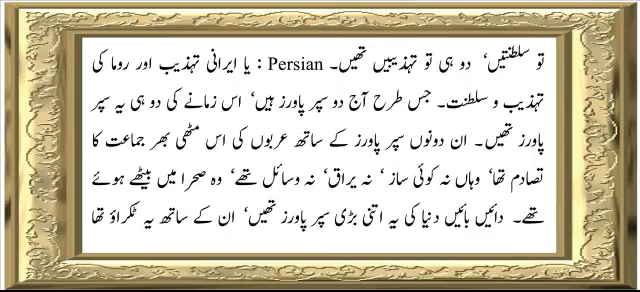 تو سلطنتیں‘ دو ہی تو تہذیبیں تھیں۔ Persian : یا ایرانی تہذیب اور روما کی
تہذیب و سلطنت۔ جس طرح آج دو سپر پاورز ہیں‘ اس زمانے کی دو ہی یہ سپر
پاورز تھیں۔ ان دونوں سپر پاورز کے ساتھ عربوں کی اس مٹھی بھر جماعت کا
تصادم تھا‘ وہاں نہ کوئی ساز ‘ نہ یراق‘ نہ وسائل تھے‘ وہ صحرا میں بیٹھے ہوئے
تھے۔ دائیں بائیں دنیا کی یہ اتنی بڑی سپر پاورز تھیں‘ ان کے ساتھ یہ ٹکراؤ تھا